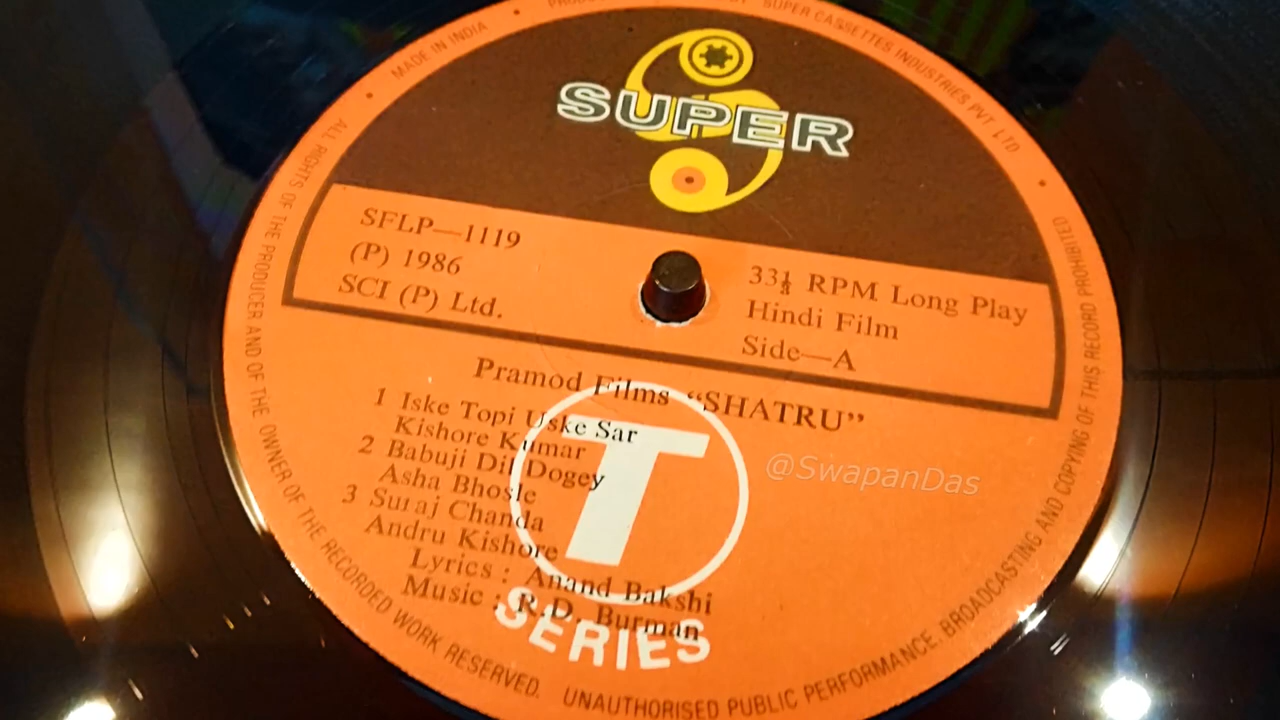 MADE IN INDIA
SUPER CASSETTES INDUSTRIES PVT LTD
SUPER
SFLP—1119
(P) 1986
SCI (P) Ltd.
33⅓ RPM Long Play
Hindi Film
Side—A
Pramod Films “SHATRU”
1 Iske Topi Uske Sar
Kishore Kumar
2 Babuji Dil Dogey
Asha Bhosle
3 Suraj Chanda
Andru Kishore
Lyrics : Anand Bakshi
Music : R.D. Burman
T
SERIES
@SwapanDas
ALL RIGHTS OF THE PRODUCER AND OF THE OWNER OF THE RECORDED WORK RESERVED. UNAUTHORISED PUBLIC PERFORMANCE. BROADCASTING AND COPYING OF THIS RECORD PROHIBITED